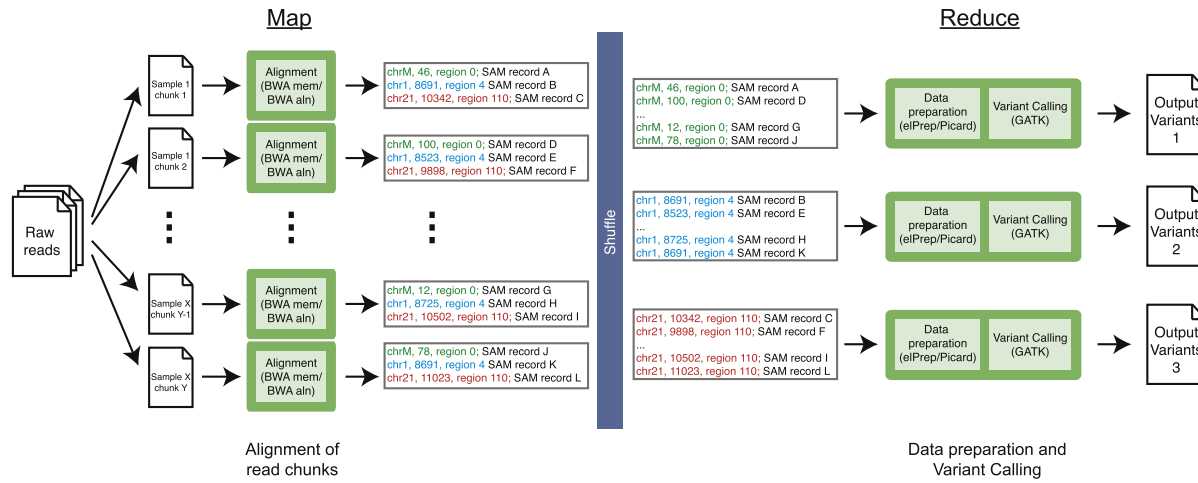 Map
Reduce
Raw
reads
Sample 1
chunk 1
Alignment
(BWA mem/
BWA aln)
chrM, 46, region 0; SAM record A
chr1, 8691, region 4 SAM record B
chr21, 10342, region 110; SAM record C
Sample 1
chunk 2
Alignment
(BWA mem/
BWA aln)
chrM, 100, region 0; SAM record D
chr1, 8523, region 4 SAM record E
chr21, 9898, region 110; SAM record F
Sample X
chunk Y-1
Alignment
(BWA mem/
BWA aln)
chrM, 12, region 0; SAM record G
chr1, 8725, region 4 SAM record H
chr21, 10502, region 110; SAM record I
Sample X
chunk Y
Alignment
(BWA mem/
BWA aln)
chrM, 78, region 0; SAM record J
chr1, 8691, region 4 SAM record K
chr21, 11023, region 110; SAM record L
Alignment of
read chunks
Shuffle
chrM, 46, region 0; SAM record A
chrM, 100, region 0; SAM record D
...
chrM, 12, region 0; SAM record G
chrM, 78, region 0; SAM record J
Data
preparation
(elPrep/Picard)
Variant Calling
(GATK)
Output
Variants
1
chr1, 8691, region 4 SAM record B
chr1, 8523, region 4 SAM record E
...
chr1, 8725, region 4 SAM record H
chr1, 8691, region 4 SAM record K
Data
preparation
(elPrep/Picard)
Variant Calling
(GATK)
Output
Variants
2
chr21, 10342, region 110; SAM record C
chr21, 9898, region 110; SAM record F
...
chr21, 10502, region 110; SAM record I
chr21, 11023, region 110; SAM record L
Data
preparation
(elPrep/Picard)
Variant Calling
(GATK)
Output
Variants
3
Data preparation and
Variant Calling